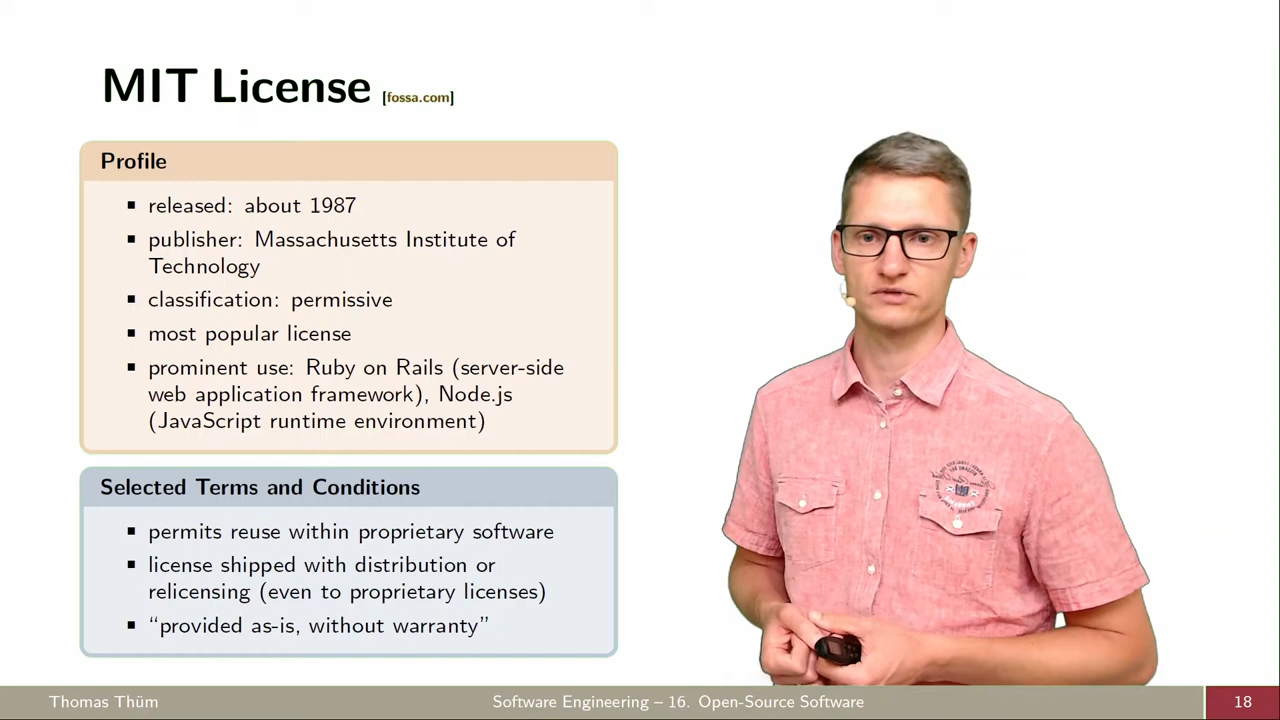 MIT License [fossa.com]
Profile
▪ released: about 1987
▪ publisher: Massachusetts Institute of
Technology
▪ classification: permissive
▪ most popular license
▪ prominent use: Ruby on Rails (server-side
web application framework), Node.js
(JavaScript runtime environment)
Selected Terms and Conditions
▪ permits reuse within proprietary software
▪ license shipped with distribution or
relicensing (even to proprietary licenses)
▪ “provided as-is, without warranty”
Thomas Thüm
Software Engineering – 16. Open-Source Software
18